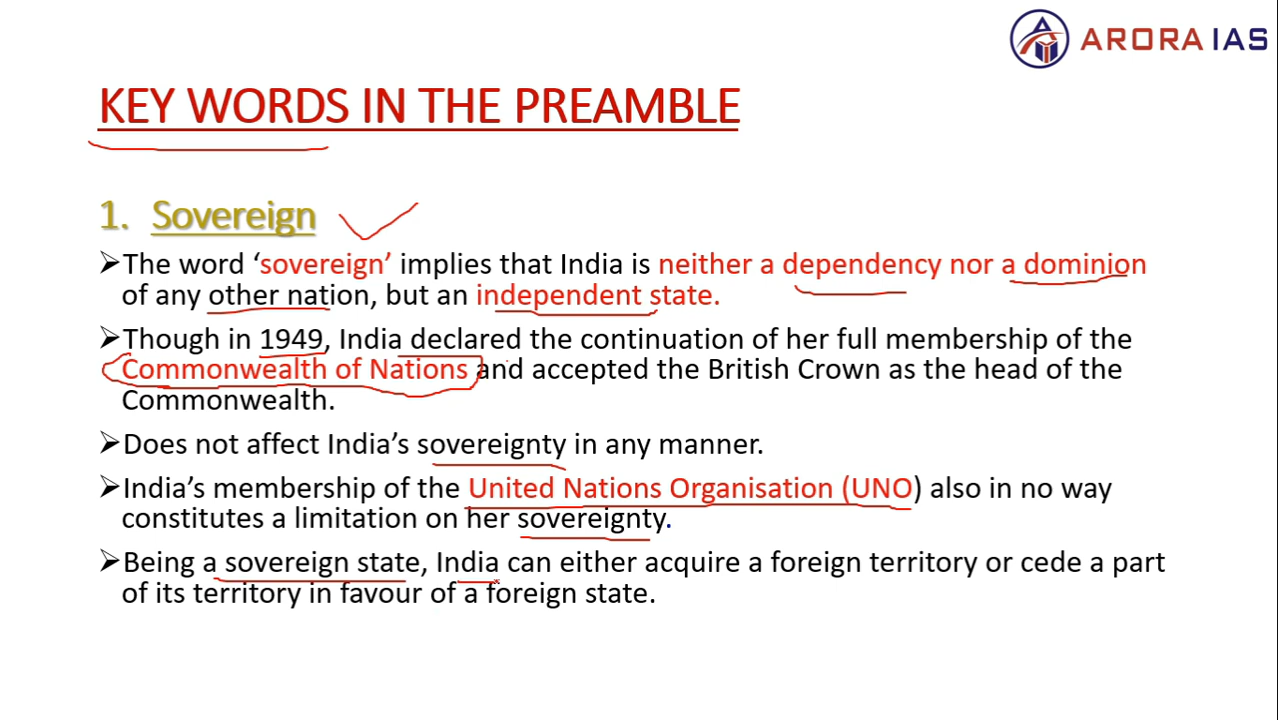 ARORA IAS
KEY WORDS IN THE PREAMBLE
1. Sovereign
➢The word ‘sovereign’ implies that India is neither a dependency nor a dominion
of any other nation, but an independent state.
➢Though in 1949, India declared the continuation of her full membership of the
Commonwealth of Nations and accepted the British Crown as the head of the
Commonwealth.
➢Does not affect India’s sovereignty in any manner.
➢India’s membership of the United Nations Organisation (UNO) also in no way
constitutes a limitation on her sovereignty.
➢Being a sovereign state, India can either acquire a foreign territory or cede a part
of its territory in favour of a foreign state.